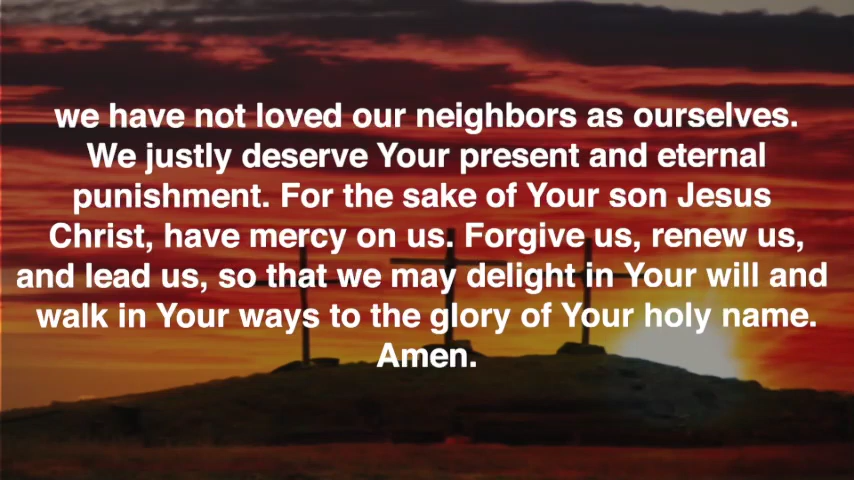 we have not loved our neighbors as ourselves.
We justly deserve Your present and eternal
punishment. For the sake of Your son Jesus
Christ, have mercy on us. Forgive us, renew us,
and lead us, so that we may delight in Your will and
walk in Your ways to the glory of Your holy name.
Amen.